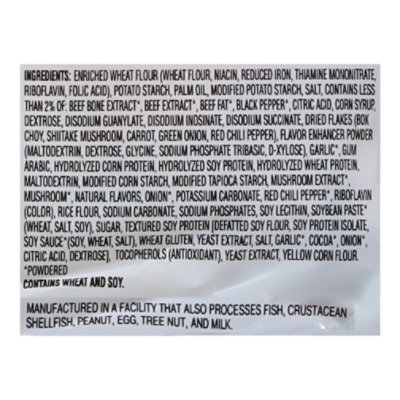 INGREDIENTS: ENRICHED WHEAT FLOUR (WHEAT FLOUR, NIACIN, REDUCED IRON, THIAMINE MONONITRATE,
RIBOFLAVIN, FOLIC ACID), POTATO STARCH, PALM OIL, MODIFIED POTATO STARCH, SALT, CONTAINS LESS
THAN 2% OF: BEEF BONE EXTRACT*, BEEF EXTRACT*, BEEF FAT*, BLACK PEPPER*, CITRIC ACID, CORN SYRUP,
DEXTROSE, DISODIUM GUANYLATE, DISODIUM INOSINATE, DISODIUM SUCCINATE, DRIED FLAKES (BOK
CHOY, SHIITAKE MUSHROOM, CARROT, GREEN ONION, RED CHILI PEPPER), FLAVOR ENHANCER POWDER
(MALTODEXTRIN, DEXTROSE, GLYCINE, SODIUM PHOSPHATE TRIBASIC, D-XYLOSE), GARLIC*, GUM
ARABIC, HYDROLYZED CORN PROTEIN, HYDROLYZED SOY PROTEIN, HYDROLYZED WHEAT PROTEIN,
MALTODEXTRIN, MODIFIED CORN STARCH, MODIFIED TAPIOCA STARCH, MUSHROOM EXTRACT*,
MUSHROOM*, NATURAL FLAVORS, ONION*, POTASSIUM CARBONATE, RED CHILI PEPPER*, RIBOFLAVIN
(COLOR), RICE FLOUR, SODIUM CARBONATE, SODIUM PHOSPHATES, SOY LECITHIN, SOYBEAN PASTE*
(WHEAT, SALT, SOY), SUGAR, TEXTURED SOY PROTEIN [DEFATTED SOY FLOUR, SOY PROTEIN ISOLATE,
SOY SAUCE*(SOY, WHEAT, SALT), WHEAT GLUTEN, YEAST EXTRACT, SALT, GARLIC*, COCOA*, ONION*,
CITRIC ACID, DEXTROSE], TOCOPHEROLS (ANTIOXIDANT), YEAST EXTRACT, YELLOW CORN FLOUR.
*POWDERED
CONTAINS WHEAT AND SOY.
MANUFACTURED IN A FACILITY THAT ALSO PROCESSES FISH, CRUSTACEAN
SHELLFISH, PEANUT, EGG, TREE NUT, AND MILK.